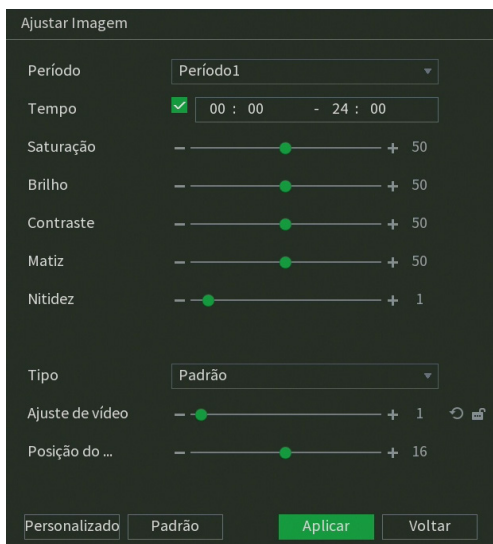 Ajustar Imagem
Período Período1
Tempo 00 : 00 - 24 : 00
Saturação 50
Brilho 50
Contraste 50
Matiz 50
Nitidez 1
Tipo Padrão
Ajuste de vídeo 1
Posição do ... 16
Personalizado Padrão Aplicar Voltar